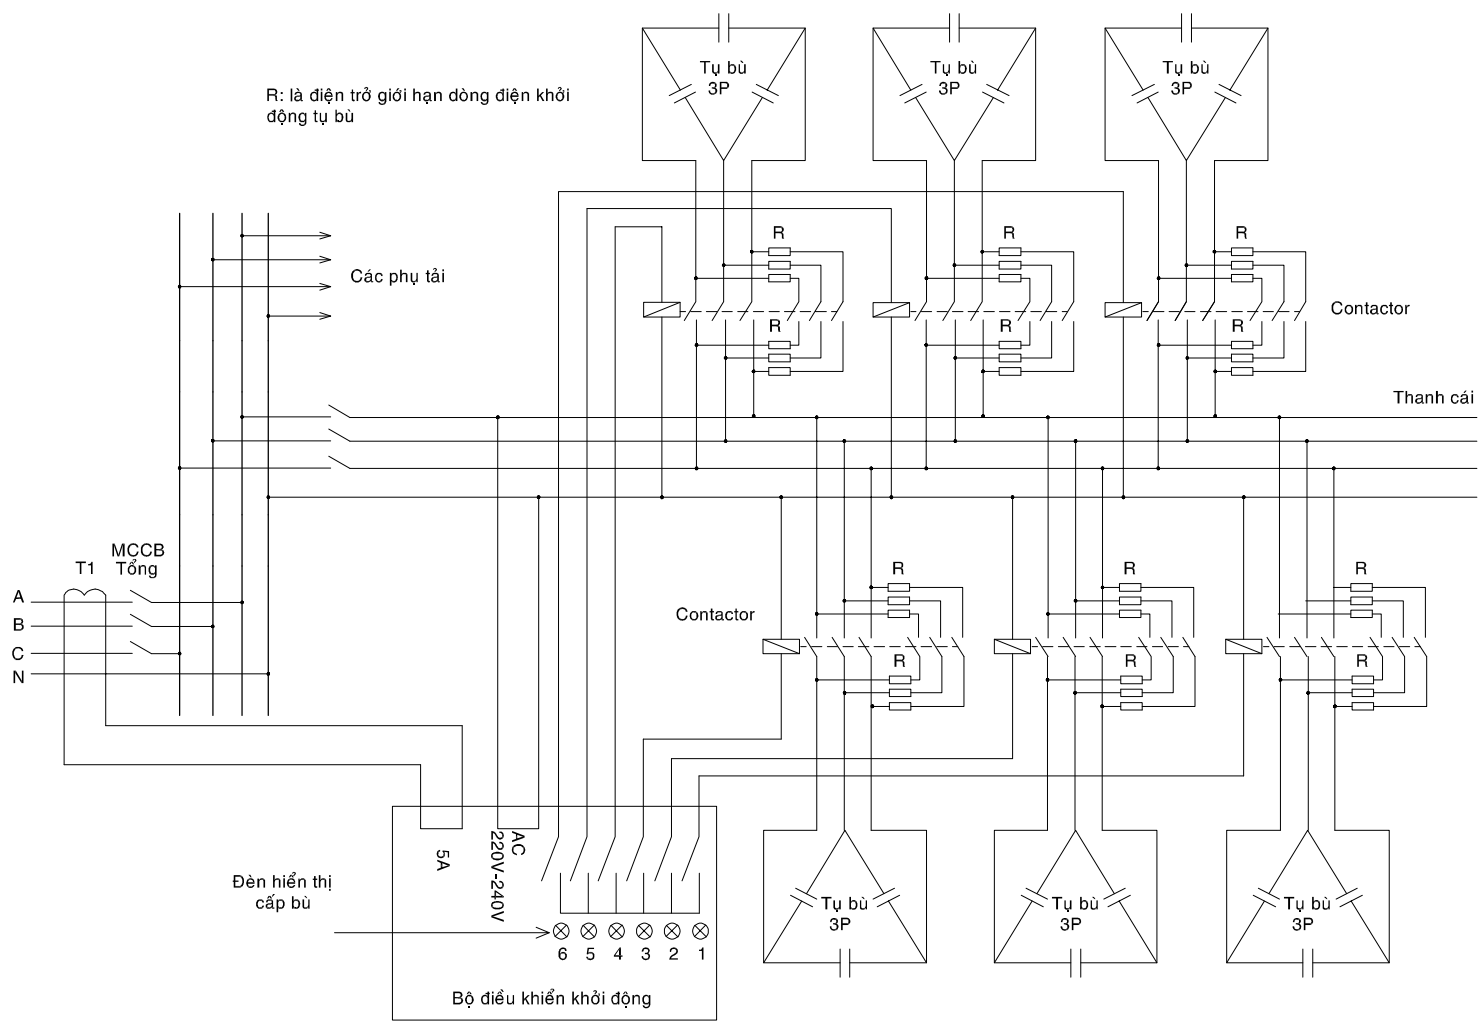 Tụ bù
3P
Tụ bù
3P
Tụ bù
3P
R: là điện trở giới hạn dòng điện khởi
động tụ bù
R
R
R
Các phụ tải
Contactor
R
R
R
Thanh cái
MCCB
Tổng
T1
A
B
C
N
R
R
R
Contactor
R
R
R
5A
AC
220V-240V
Đèn hiển thị
cấp bù
6 5 4 3 2 1
Tụ bù
3P
Tụ bù
3P
Tụ bù
3P
Bộ điều khiển khởi động